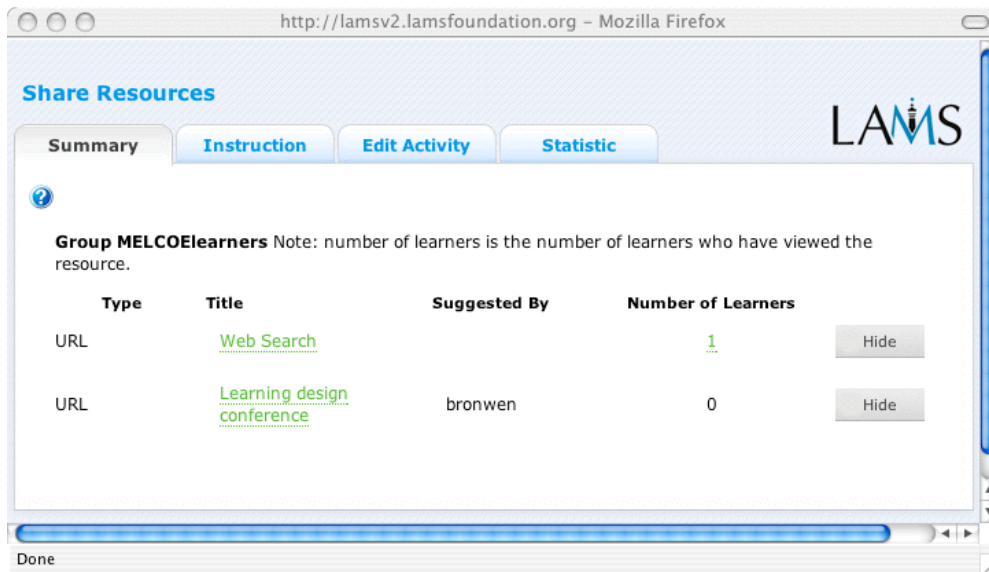 http://lamsv2.lamsfoundation.org – Mozilla Firefox
Share Resources
LAMS
Summary Instruction Edit Activity Statistic
?
Group MELCOElearners Note: number of learners is the number of learners who have viewed the
resource.
Type Title Suggested By Number of Learners
URL Web Search 1 Hide
Learning design
URL conference bronwen 0 Hide
Done